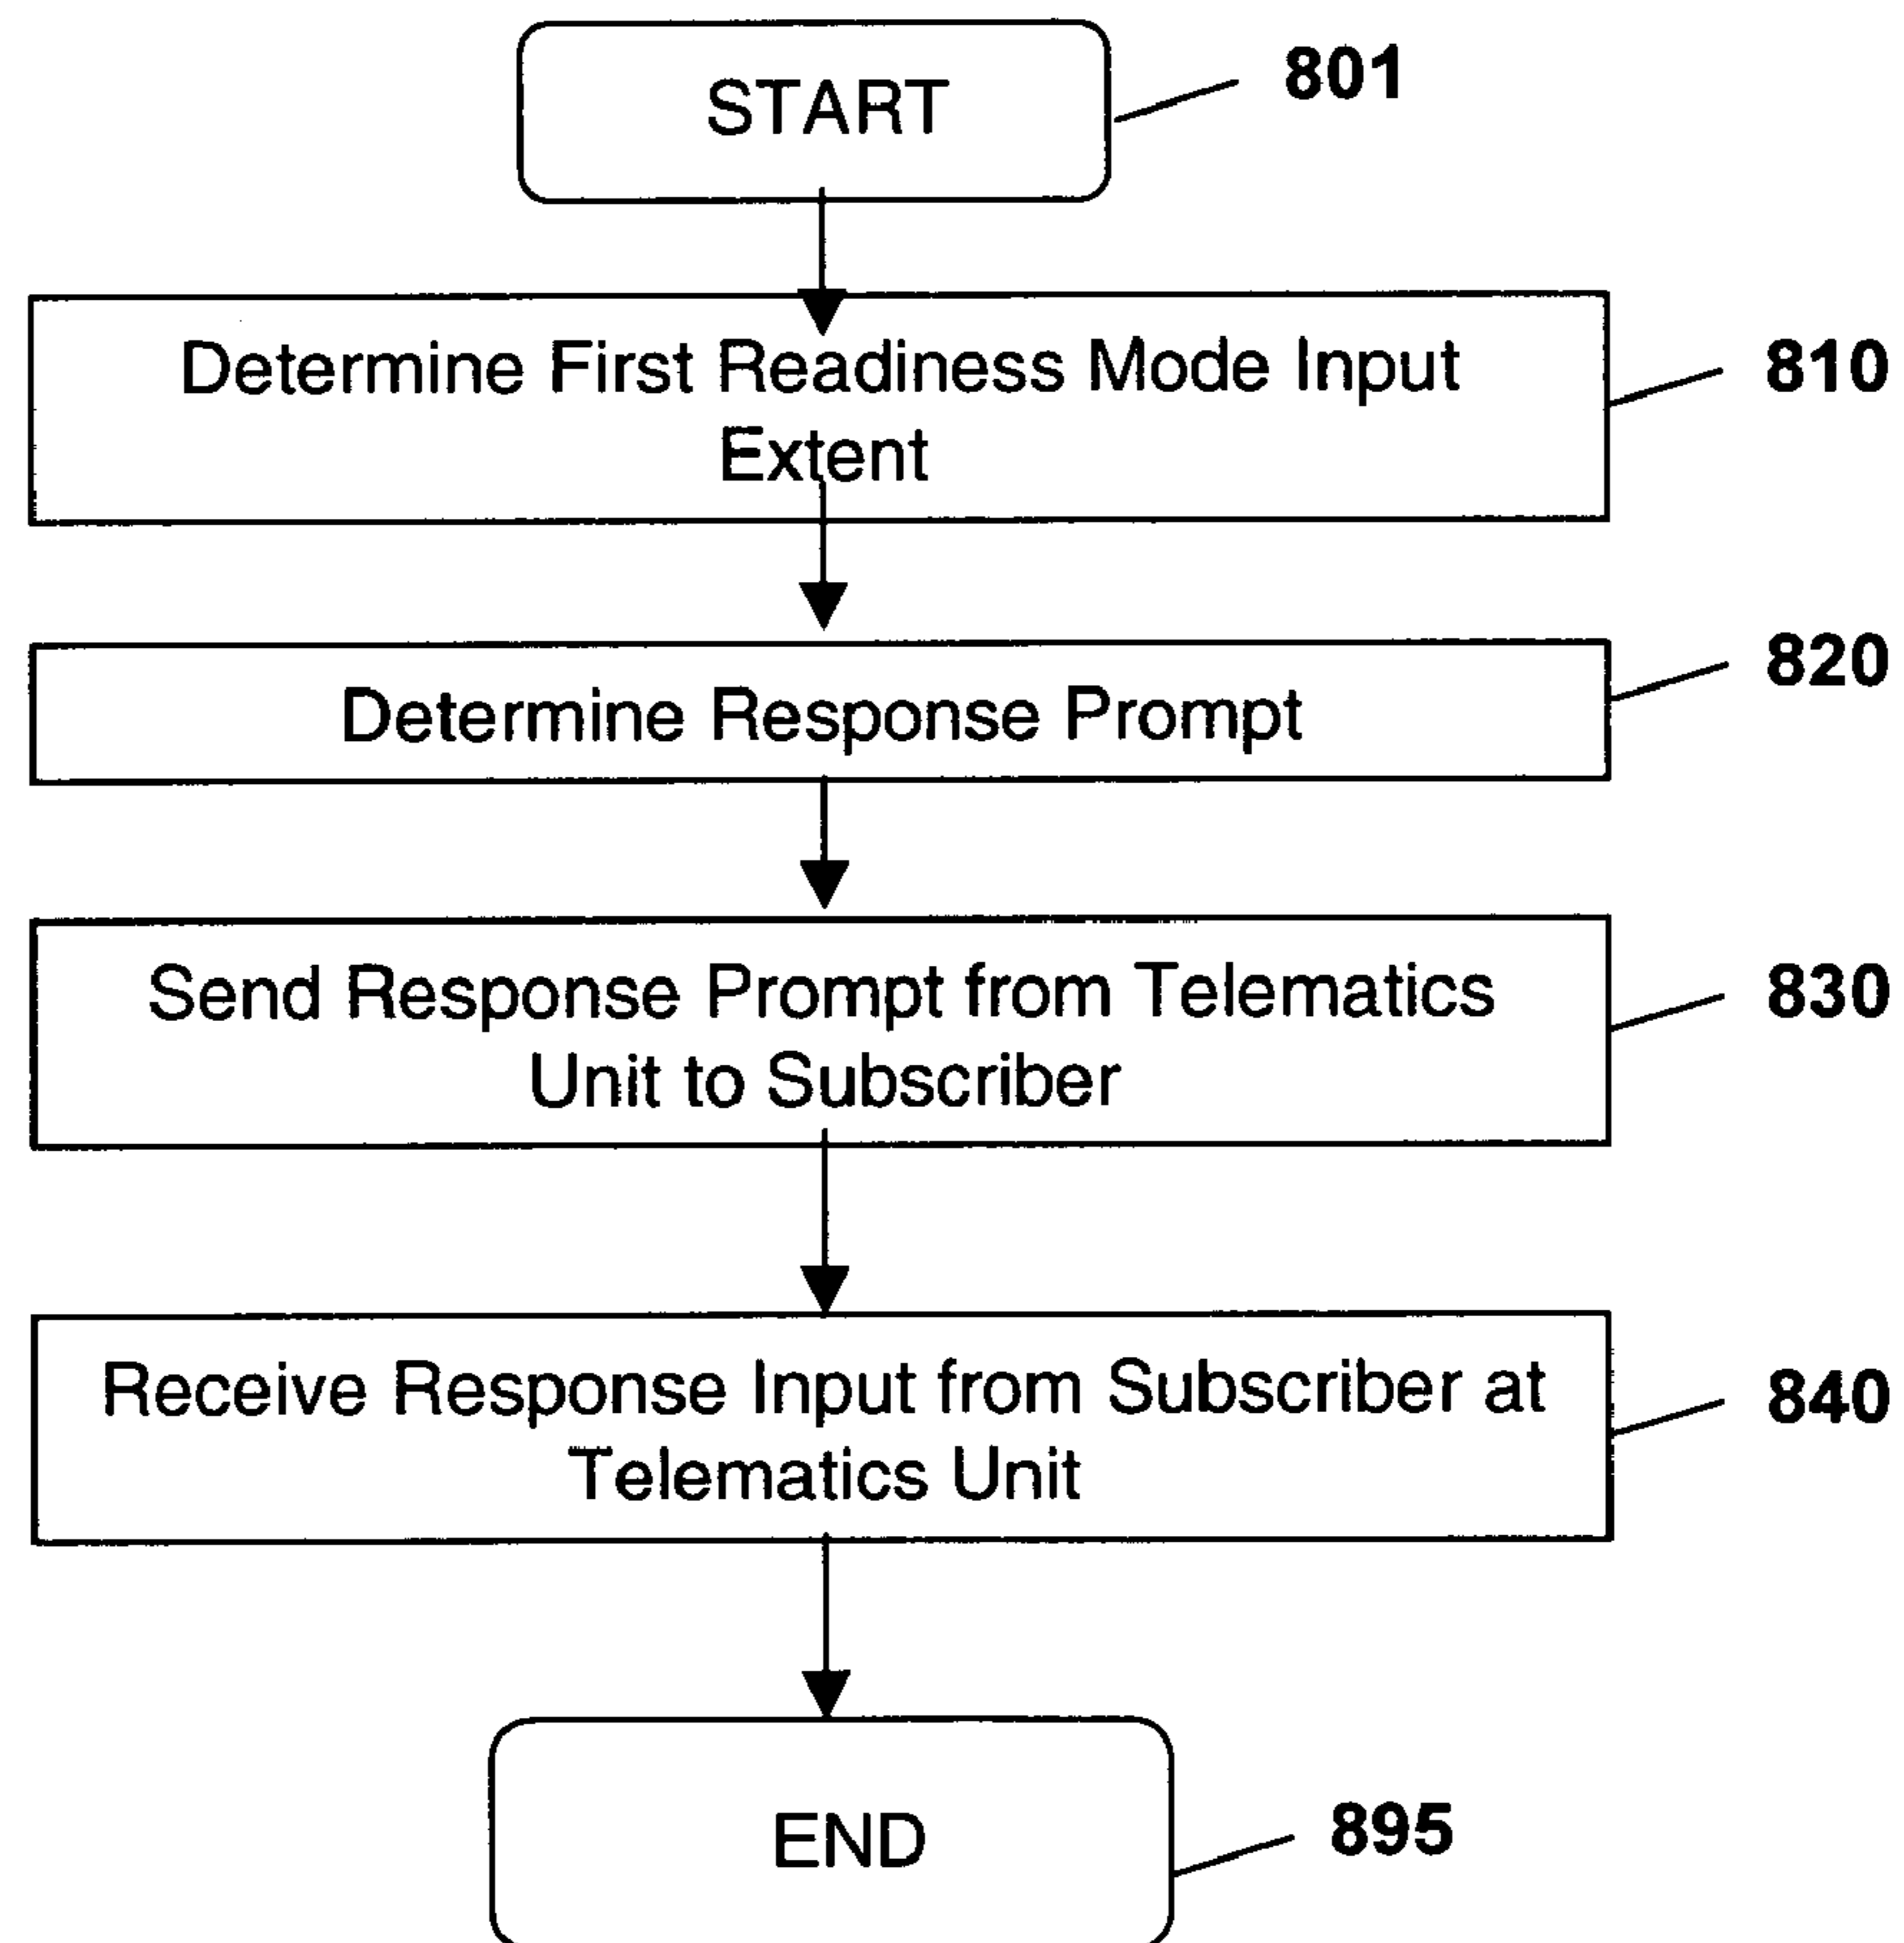 START
801
Determine First Readiness Mode Input
Extent
810
Determine Response Prompt
820
Send Response Prompt from Telematics
Unit to Subscriber
830
Receive Response Input from Subscriber at
Telematics Unit
840
END
895